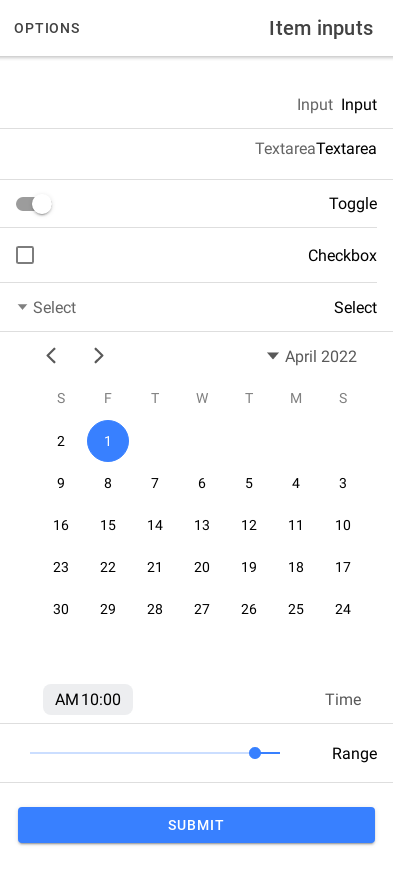 OPTIONS Item inputs
Input Input
Textarea Textarea
Toggle
Checkbox
Select Select
April 2022
S F T W T M S
2 1
9 8 7 6 5 4 3
16 15 14 13 12 11 10
23 22 21 20 19 18 17
30 29 28 27 26 25 24
AM 10:00 Time
Range
SUBMIT